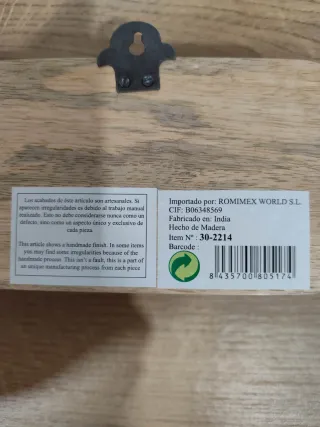 Los acabados de éste artículo son artesanales. Si
aparecen irregularidades es debido al trabajo manual
realizado. Esto no debe considerarse nunca como un
defecto, sino como un aspecto único y exclusivo de
cada pieza
This article shows a handmade finish. In some items
you may find some irregularities because of the
handmade process. This isn't a fault, this is a part of
an unique manufacturing process, from each piece
Importado por: ROMIMEX WORLD S.L.
CIF: B06348569
Fabricado en: India
Hecho de Madera
Item Nº : 30-2214
Barcode :
8 435700 805174